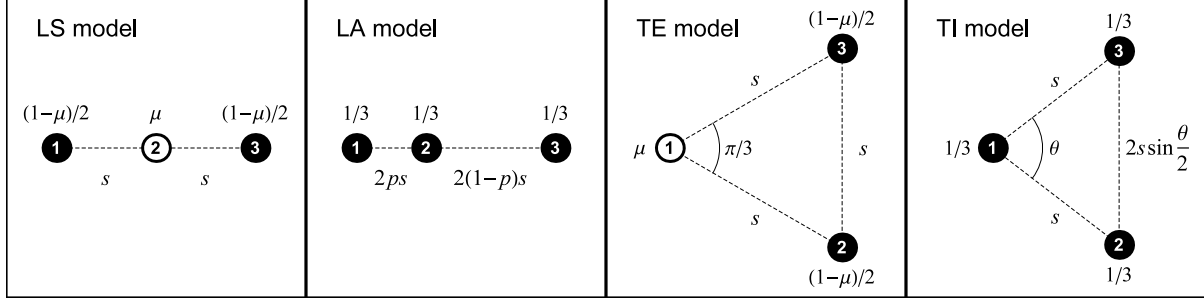 LS model
(1−μ)/2 μ (1−μ)/2
1 2 3
s s
LA model
1/3 1/3 1/3
1 2 3
2ps 2(1−p)s
TE model
(1−μ)/2
3
s
μ 1 π/3 s
s
2
(1−μ)/2
TI model
1/3
3
s
1/3 1 θ 2s sin θ/2
s
2
1/3